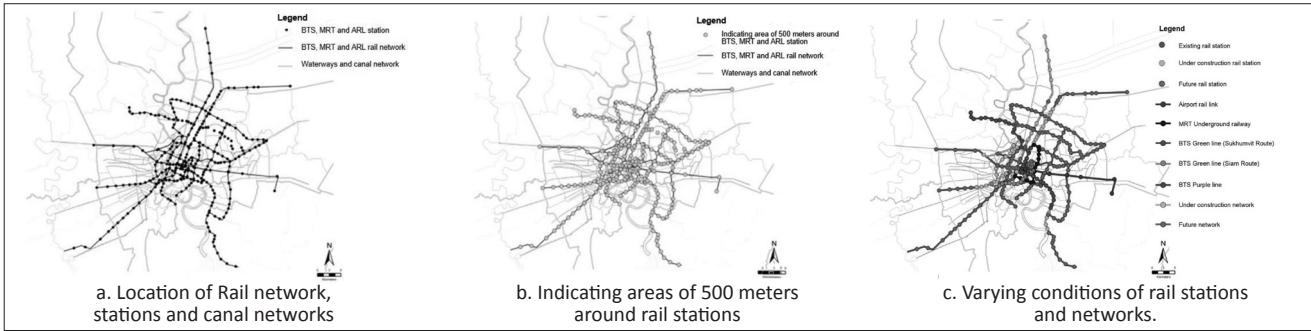 Legend
BTS, MRT and ARL station
BTS, MRT and ARL rail network
Waterways and canal network
N
Kilometers
a. Location of Rail network,
stations and canal networks
Legend
Indicating area of 500 meters around
BTS, MRT and ARL station
BTS, MRT and ARL rail network
Waterways and canal network
N
b. Indicating areas of 500 meters
around rail stations
Legend
Existing rail station
Under construction rail station
Future rail station
Airport rail link
MRT Underground railway
BTS Green line (Sukhumvit Route)
BTS Green line (Siam Route)
BTS Purple line
Under construction network
Future network
N
Kilometers
c. Varying conditions of rail stations
and networks.